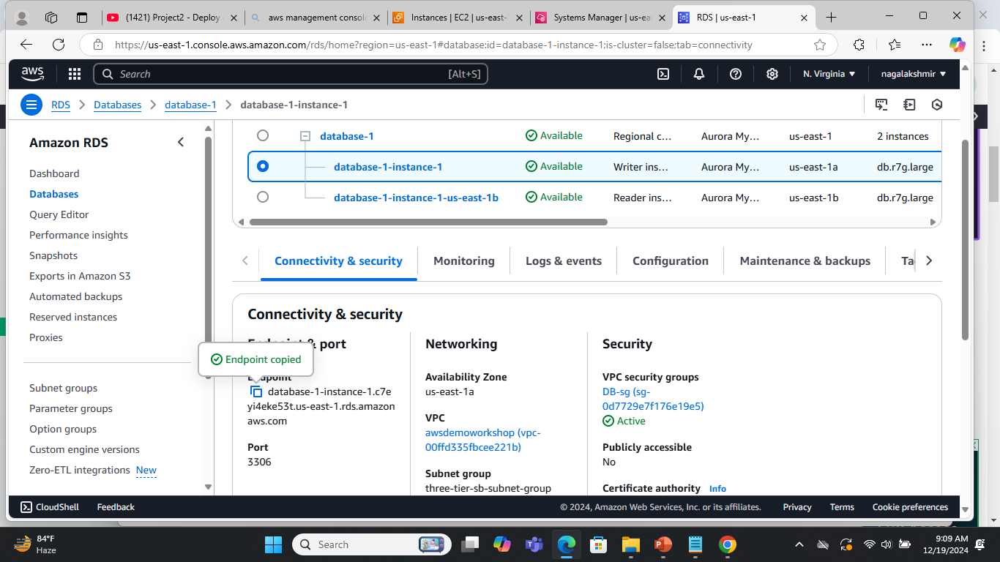 (1421) Project2 - Deploy
aws management consol
Instances | EC2 | us-east-
Systems Manager | us-ea
RDS | us-east-1
https://us-east-1.console.aws.amazon.com/rds/home?region=us-east-1#database:id=database-1-instance-1;is-cluster=false;tab=connectivity
aws
Search
[Alt+S]
N. Virginia
nagalakshmir
RDS
Databases
database-1
database-1-instance-1
Amazon RDS
Dashboard
Databases
Query Editor
Performance insights
Snapshots
Exports in Amazon S3
Automated backups
Reserved instances
Proxies
Subnet groups
Parameter groups
Option groups
Custom engine versions
Zero-ETL integrations New
database-1 Available Regional c... Aurora My... us-east-1 2 instances
database-1-instance-1 Available Writer ins... Aurora My... us-east-1a db.r7g.large
database-1-instance-1-us-east-1b Available Reader ins... Aurora My... us-east-1b db.r7g.large
Connectivity & security
Monitoring
Logs & events
Configuration
Maintenance & backups
Ta
Connectivity & security
Endpoint & port
Endpoint copied
Endpoint
database-1-instance-1.c7e
yi4eke53t.us-east-1.rds.amazon
aws.com
Port
3306
Networking
Availability Zone
us-east-1a
VPC
awsdemoworkshop (vpc-
00ffd335fbcee221b)
Subnet group
three-tier-sb-subnet-group
Security
VPC security groups
DB-sg (sg-
0d7729e7f176e19e5)
Active
Publicly accessible
No
Certificate authority Info
CloudShell
Feedback
© 2024, Amazon Web Services, Inc. or its affiliates.
Privacy
Terms
Cookie preferences
84°F
Haze
Search
9:09 AM
12/19/2024